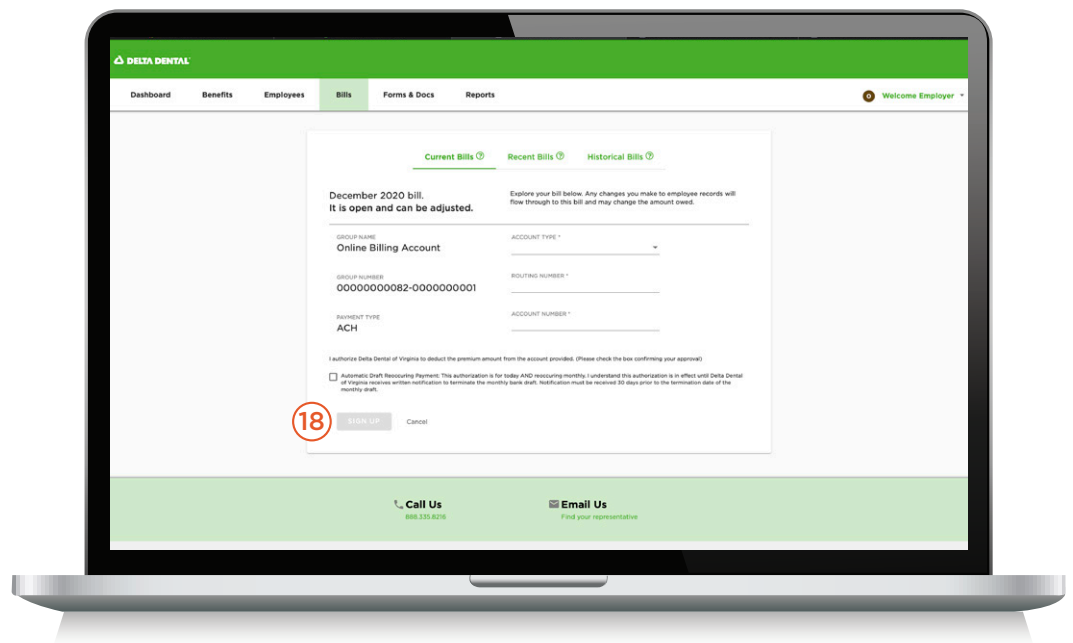 DELTA DENTAL
Dashboard Benefits Employees Bills Forms & Docs Reports
Welcome Employer
Current Bills Recent Bills Historical Bills
December 2020 bill.
It is open and can be adjusted.
Explore your bill below. Any changes you make to employee records will
flow through to this bill and may change the amount owed.
GROUP NAME
Online Billing Account
ACCOUNT TYPE *
GROUP NUMBER
00000000082-0000000001
ROUTING NUMBER *
PAYMENT TYPE
ACH
ACCOUNT NUMBER *
I authorize Delta Dental of Virginia to deduct the premium amount from the account provided. (Please check the box confirming your approval)
Automatic Draft Reoccuring Payment: This authorization is for today AND reoccuring monthly. I understand this authorization is in effect until Delta Dental
of Virginia receives written notification to terminate the monthly bank draft. Notification must be received 30 days prior to the termination date of the
monthly draft.
18 SIGN UP Cancel
Call Us
888.335.8216
Email Us
Find your representative